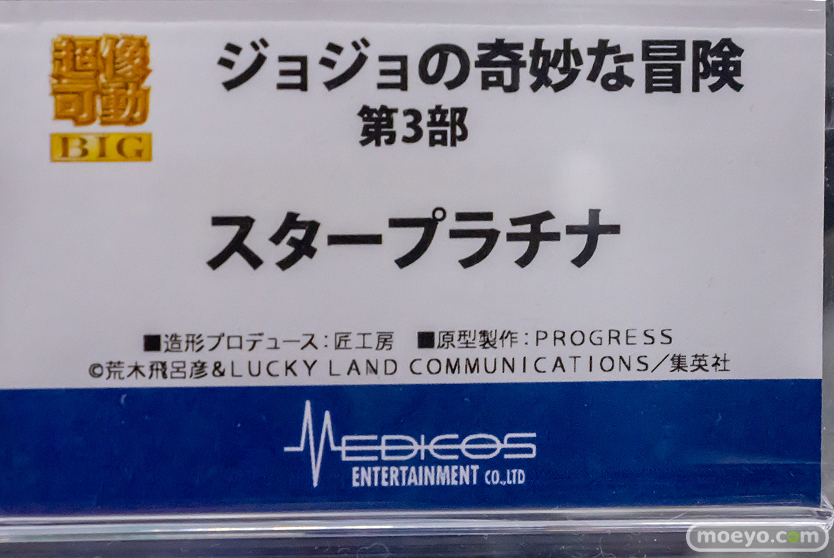 超像可動
BIG
ジョジョの奇妙な冒険
第3部
スタープラチナ
■造形プロデュース：匠工房　■原型製作：PROGRESS
©荒木飛呂彦&LUCKY LAND COMMUNICATIONS／集英社
MEDICOS
ENTERTAINMENT CO.,LTD
moeyo.com